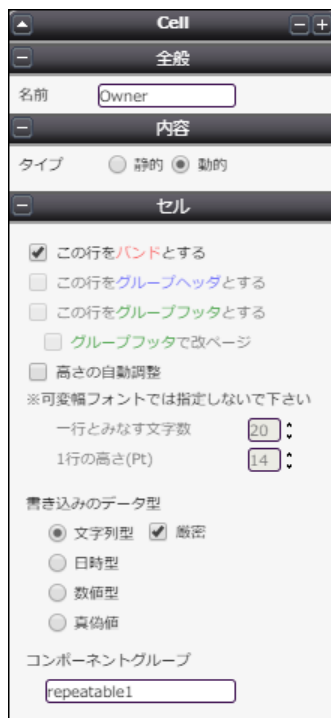 Cell
全般
名前 Owner
内容
タイプ 静的 動的
セル
この行をバンドとする
この行をグループヘッダとする
この行をグループフッタとする
グループフッタで改ページ
高さの自動調整
※可変幅フォントでは指定しないで下さい
一行とみなす文字数 20
1行の高さ(Pt) 14
書き込みのデータ型
文字列型 厳密
日時型
数値型
真偽値
コンポーネントグループ
repeatable1